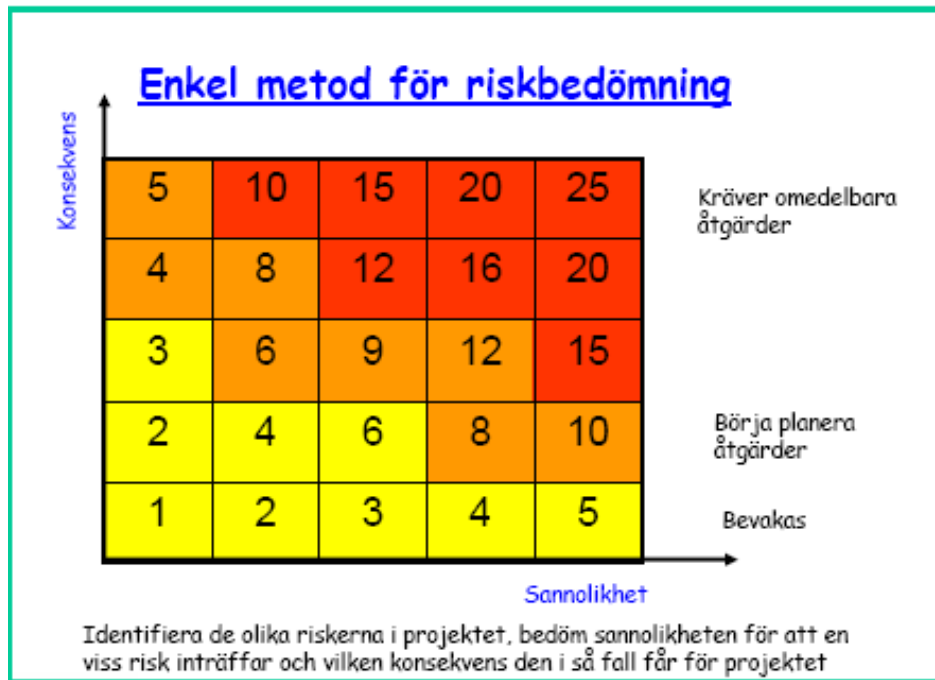 Enkel metod för riskbedömning
Konsekvens
5 10 15 20 25
Kräver omedelbara
åtgärder
4 8 12 16 20
3 6 9 12 15
2 4 6 8 10
Börja planera
åtgärder
1 2 3 4 5
Bevakas
Sannolikhet
Identifiera de olika riskerna i projektet, bedöm sannolikheten för att en
viss risk inträffar och vilken konsekvens den i så fall får för projektet